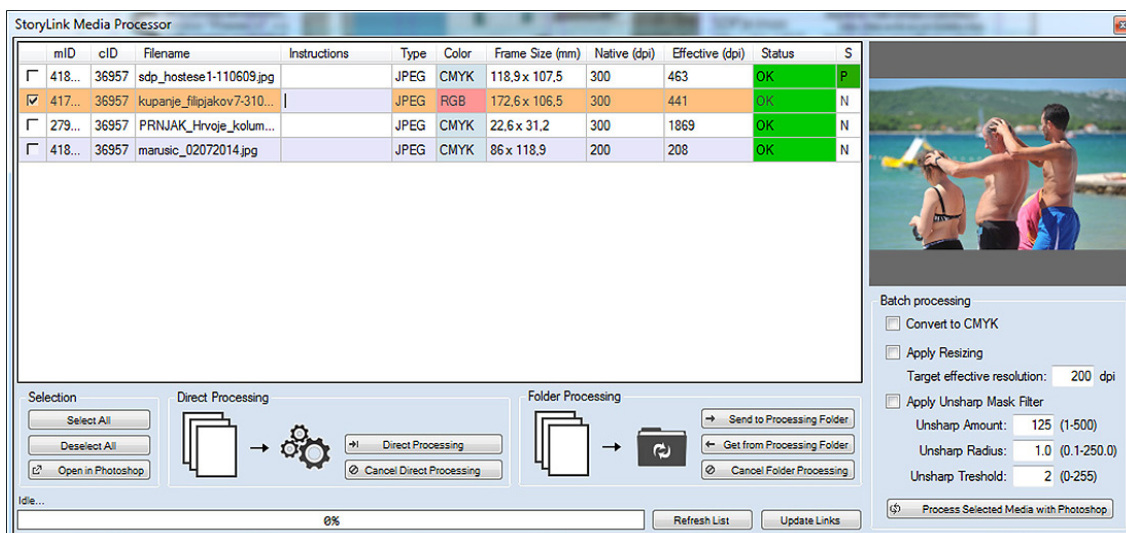 StoryLink Media Processor
mID cID Filename Instructions Type Color Frame Size (mm) Native (dpi) Effective (dpi) Status S
418... 36957 sdp_hostese1-110609.jpg JPEG CMYK 118,9 x 107,5 300 463 OK P
417... 36957 kupanje_filipjakov7-310... JPEG RGB 172,6 x 106,5 300 441 OK N
279... 36957 PRNJAK_Hrvoje_kolum... JPEG CMYK 22,6 x 31,2 300 1869 OK N
418... 36957 marusic_02072014.jpg JPEG CMYK 86 x 118,9 200 208 OK N
Batch processing
Convert to CMYK
Apply Resizing
Target effective resolution: 200 dpi
Apply Unsharp Mask Filter
Unsharp Amount: 125 (1-500)
Unsharp Radius: 1.0 (0.1-250.0)
Unsharp Treshold: 2 (0-255)
Process Selected Media with Photoshop
Selection
Select All
Deselect All
Open in Photoshop
Direct Processing
Direct Processing
Cancel Direct Processing
Folder Processing
Send to Processing Folder
Get from Processing Folder
Cancel Folder Processing
Idle...
0%
Refresh List
Update Links